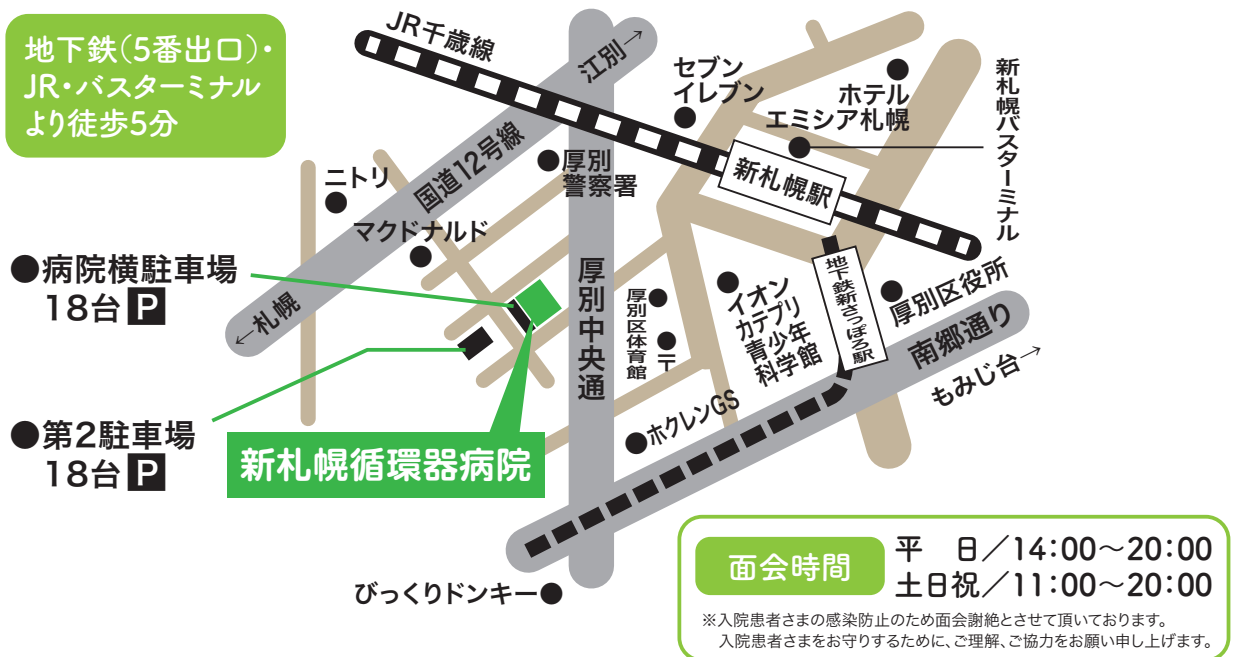 地下鉄(5番出口)・
JR・バスターミナル
より徒歩5分
JR千歳線
江別→
国道12号線
←札幌
ニトリ
マクドナルド
厚別
警察署
セブン
イレブン
ホテル
エミシア札幌
新札幌バスターミナル
新札幌駅
地下鉄新さっぽろ駅
厚別区役所
南郷通り
もみじ台→
厚別中央通
厚別区体育館
〒
イオン
カテプリ
青少年
科学館
ホクレンGS
びっくりドンキー●
●病院横駐車場
18台 P
●第2駐車場
18台 P
新札幌循環器病院
面会時間
平 日/14:00〜20:00
土日祝/11:00〜20:00
※入院患者さまの感染防止のため面会謝絶とさせて頂いております。
入院患者さまをお守りするために、ご理解、ご協力をお願い申し上げます。